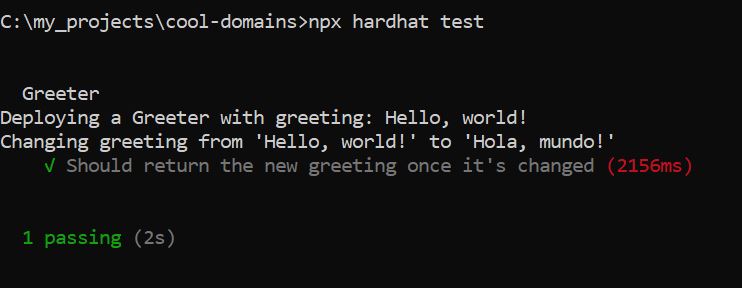 C:\my_projects\cool-domains>npx hardhat test
Greeter
Deploying a Greeter with greeting: Hello, world!
Changing greeting from 'Hello, world!' to 'Hola, mundo!'
√ Should return the new greeting once it's changed (2156ms)
1 passing (2s)